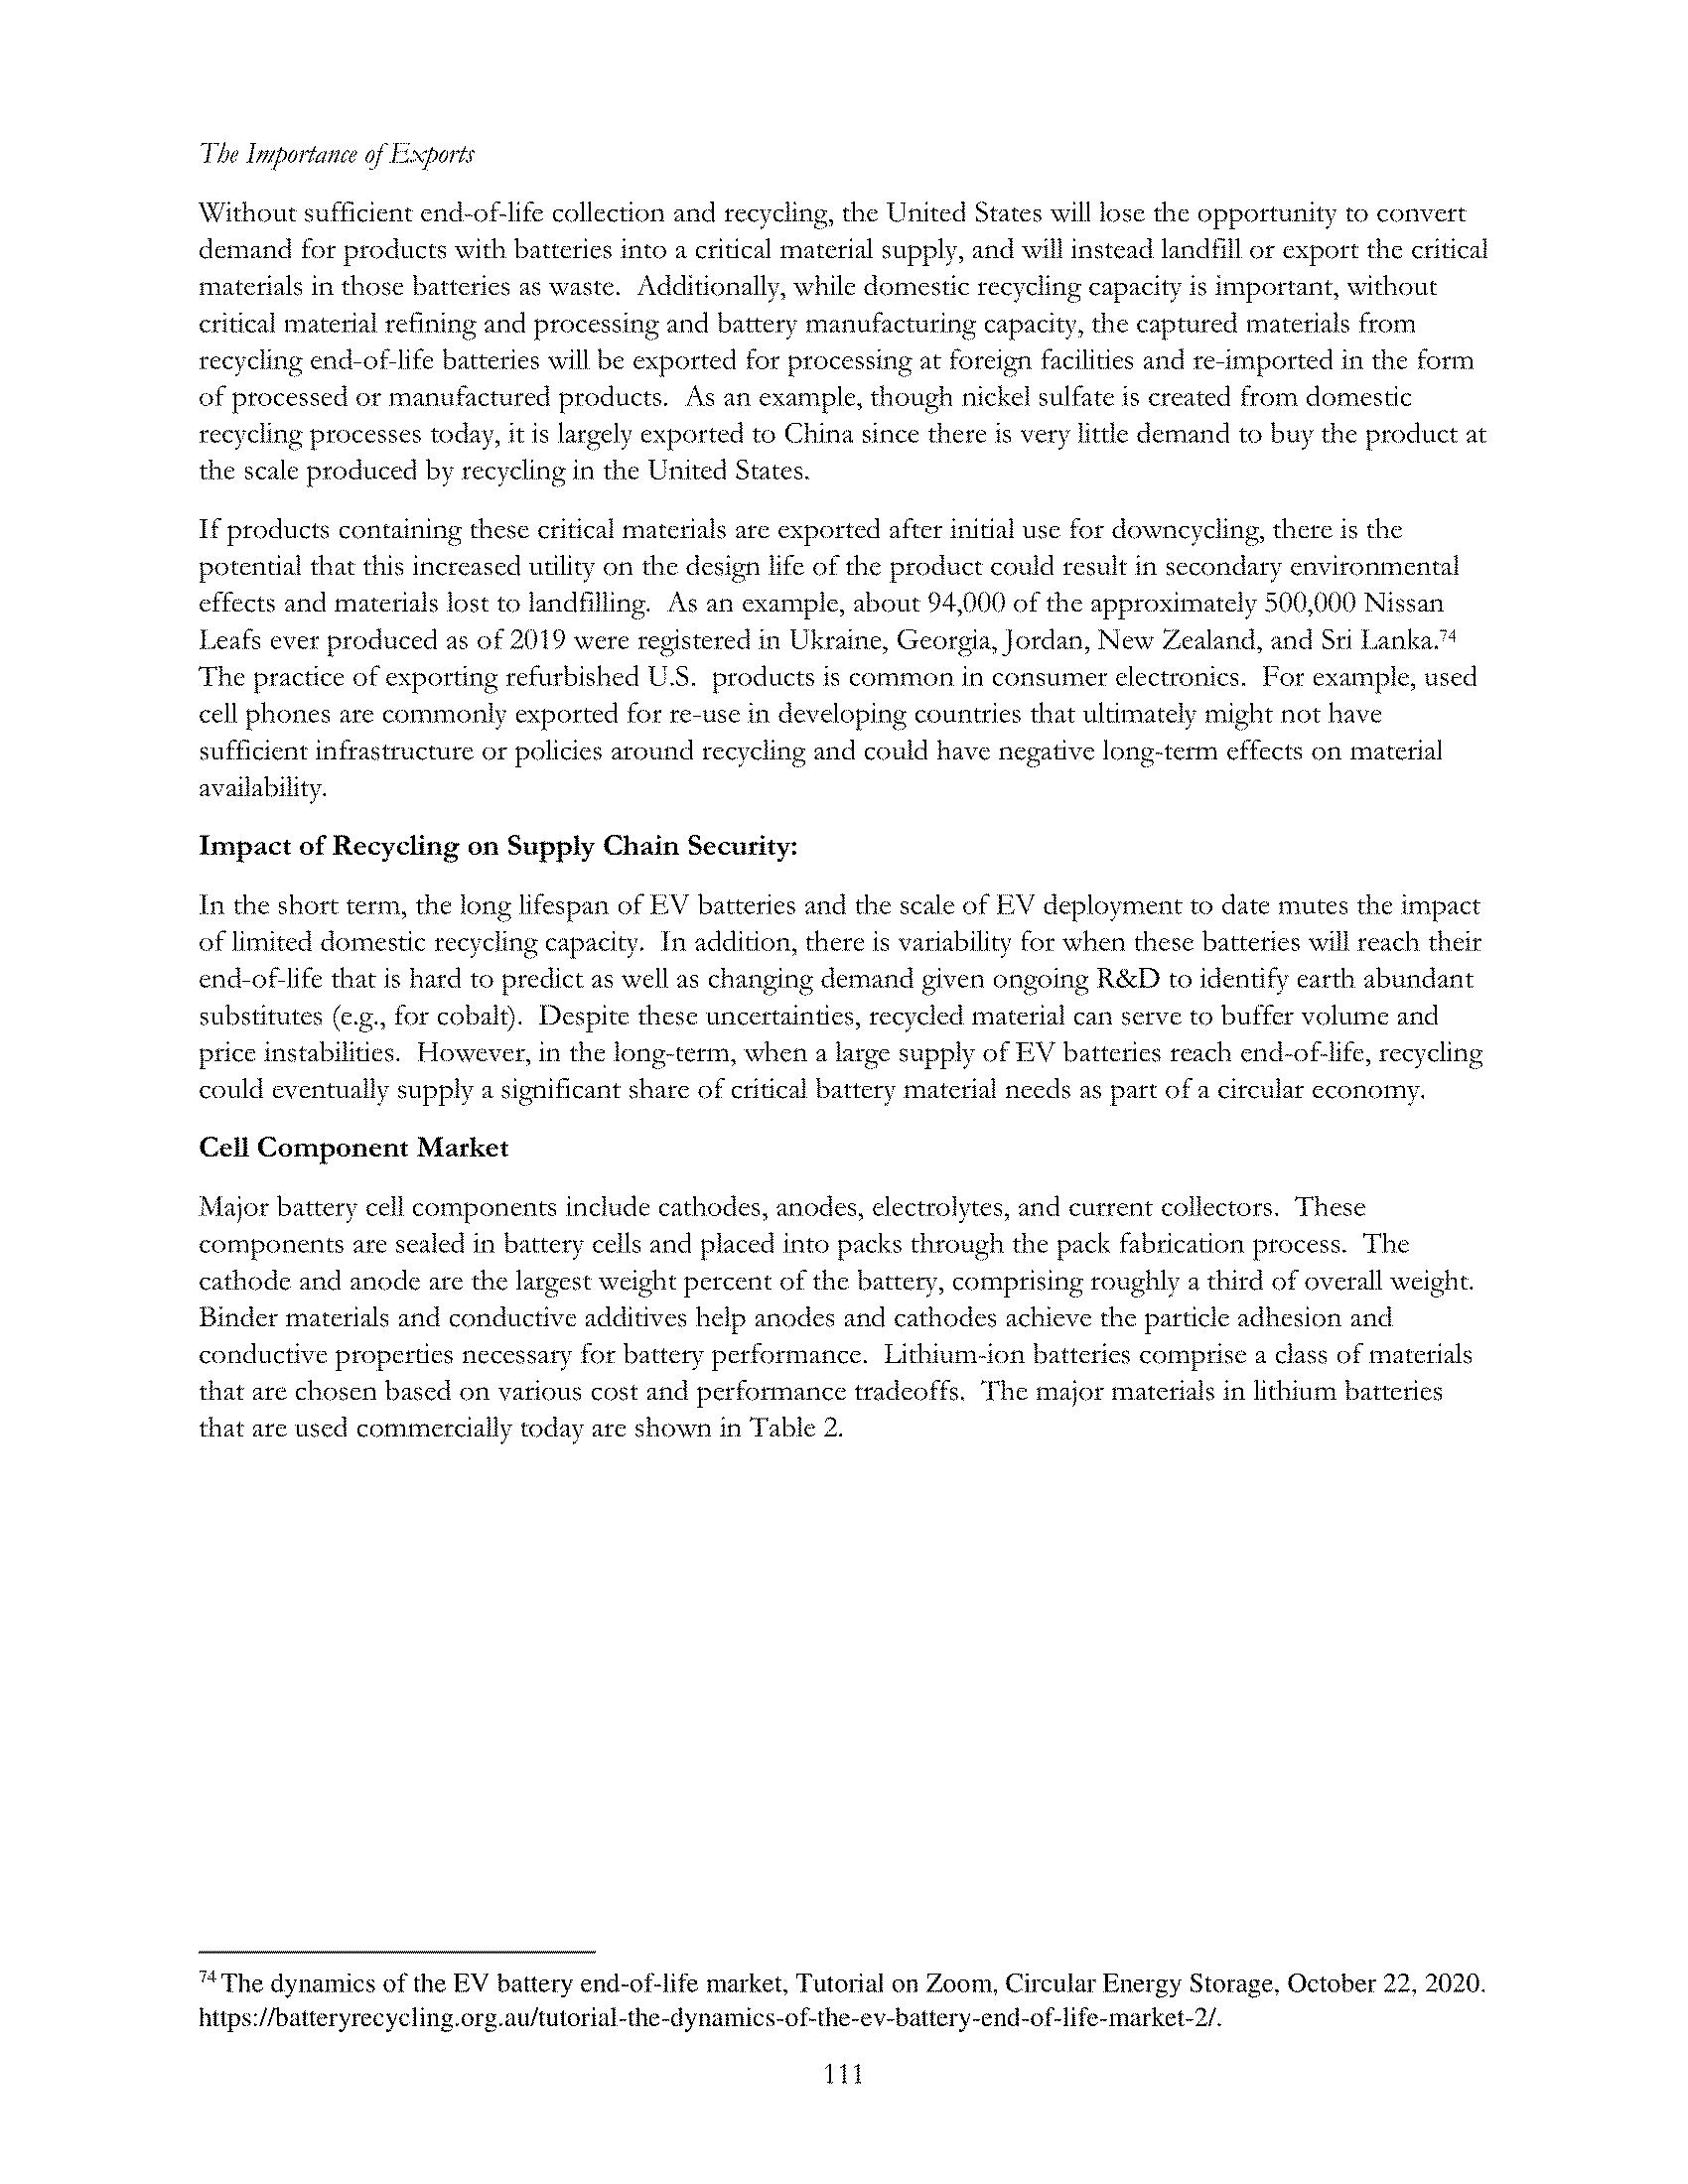 The Importance of Exports
Without sufficient end-of-life collection and recycling, the United States will lose the opportunity to convert
demand for products with batteries into a critical material supply, and will instead landfill or export the critical
materials in those batteries as waste.  Additionally, while domestic recycling capacity is important, without
critical material refining and processing and battery manufacturing capacity, the captured materials from
recycling end-of-life batteries will be exported for processing at foreign facilities and re-imported in the form
of processed or manufactured products.  As an example, though nickel sulfate is created from domestic
recycling processes today, it is largely exported to China since there is very little demand to buy the product at
the scale produced by recycling in the United States.
If products containing these critical materials are exported after initial use for downcycling, there is the
potential that this increased utility on the design life of the product could result in secondary environmental
effects and materials lost to landfilling.  As an example, about 94,000 of the approximately 500,000 Nissan
Leafs ever produced as of 2019 were registered in Ukraine, Georgia, Jordan, New Zealand, and Sri Lanka.74
The practice of exporting refurbished U.S.  products is common in consumer electronics.  For example, used
cell phones are commonly exported for re-use in developing countries that ultimately might not have
sufficient infrastructure or policies around recycling and could have negative long-term effects on material
availability.
Impact of Recycling on Supply Chain Security:
In the short term, the long lifespan of EV batteries and the scale of EV deployment to date mutes the impact
of limited domestic recycling capacity.  In addition, there is variability for when these batteries will reach their
end-of-life that is hard to predict as well as changing demand given ongoing R&D to identify earth abundant
substitutes (e.g., for cobalt).  Despite these uncertainties, recycled material can serve to buffer volume and
price instabilities.  However, in the long-term, when a large supply of EV batteries reach end-of-life, recycling
could eventually supply a significant share of critical battery material needs as part of a circular economy.
Cell Component Market
Major battery cell components include cathodes, anodes, electrolytes, and current collectors.  These
components are sealed in battery cells and placed into packs through the pack fabrication process.  The
cathode and anode are the largest weight percent of the battery, comprising roughly a third of overall weight.
Binder materials and conductive additives help anodes and cathodes achieve the particle adhesion and
conductive properties necessary for battery performance.  Lithium-ion batteries comprise a class of materials
that are chosen based on various cost and performance tradeoffs.  The major materials in lithium batteries
that are used commercially today are shown in Table 2.
74 The dynamics of the EV battery end-of-life market, Tutorial on Zoom, Circular Energy Storage, October 22, 2020.
https://batteryrecycling.org.au/tutorial-the-dynamics-of-the-ev-battery-end-of-life-market-2/.
111